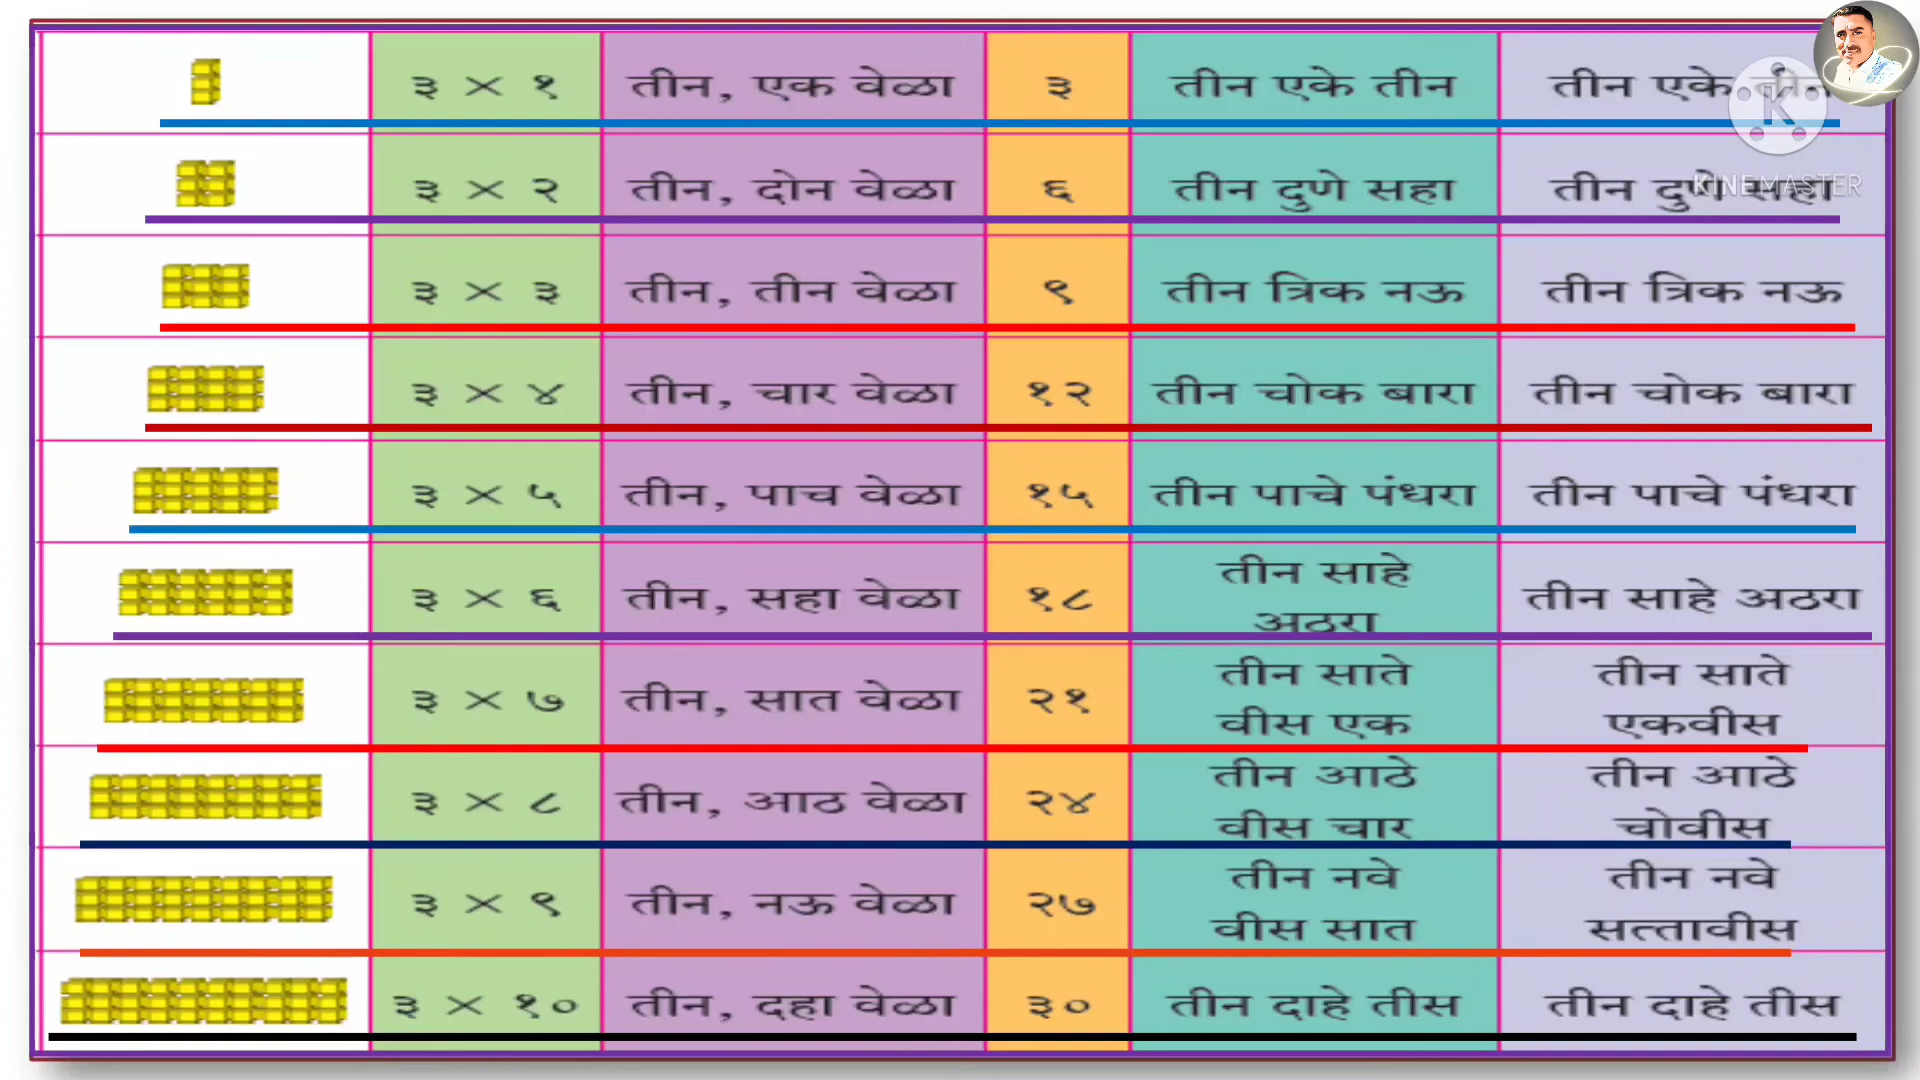 ३ × १ तीन, एक वेळा ३ तीन एके तीन तीन एके तीन
३ × २ तीन, दोन वेळा ६ तीन दुणे सहा तीन दुणे सहा
KINEMASTER
३ × ३ तीन, तीन वेळा ९ तीन त्रिक नऊ तीन त्रिक नऊ
३ × ४ तीन, चार वेळा १२ तीन चोक बारा तीन चोक बारा
३ × ५ तीन, पाच वेळा १५ तीन पाचे पंधरा तीन पाचे पंधरा
३ × ६ तीन, सहा वेळा १८ तीन साहे
अठरा
तीन साहे अठरा
३ × ७ तीन, सात वेळा २१ तीन साते
वीस एक
तीन साते
एकवीस
३ × ८ तीन, आठ वेळा २४ तीन आठे
वीस चार
तीन आठे
चोवीस
३ × ९ तीन, नऊ वेळा २७ तीन नवे
वीस सात
तीन नवे
सत्तावीस
३ × १० तीन, दहा वेळा ३० तीन दाहे तीस तीन दाहे तीस